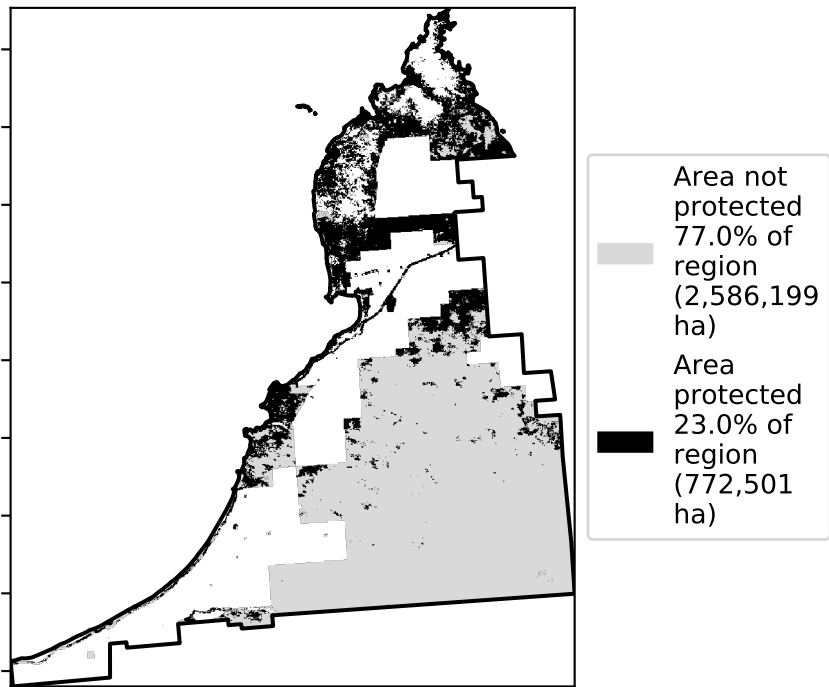 Area not
protected
77.0% of
region
(2,586,199
ha)
Area
protected
23.0% of
region
(772,501
ha)